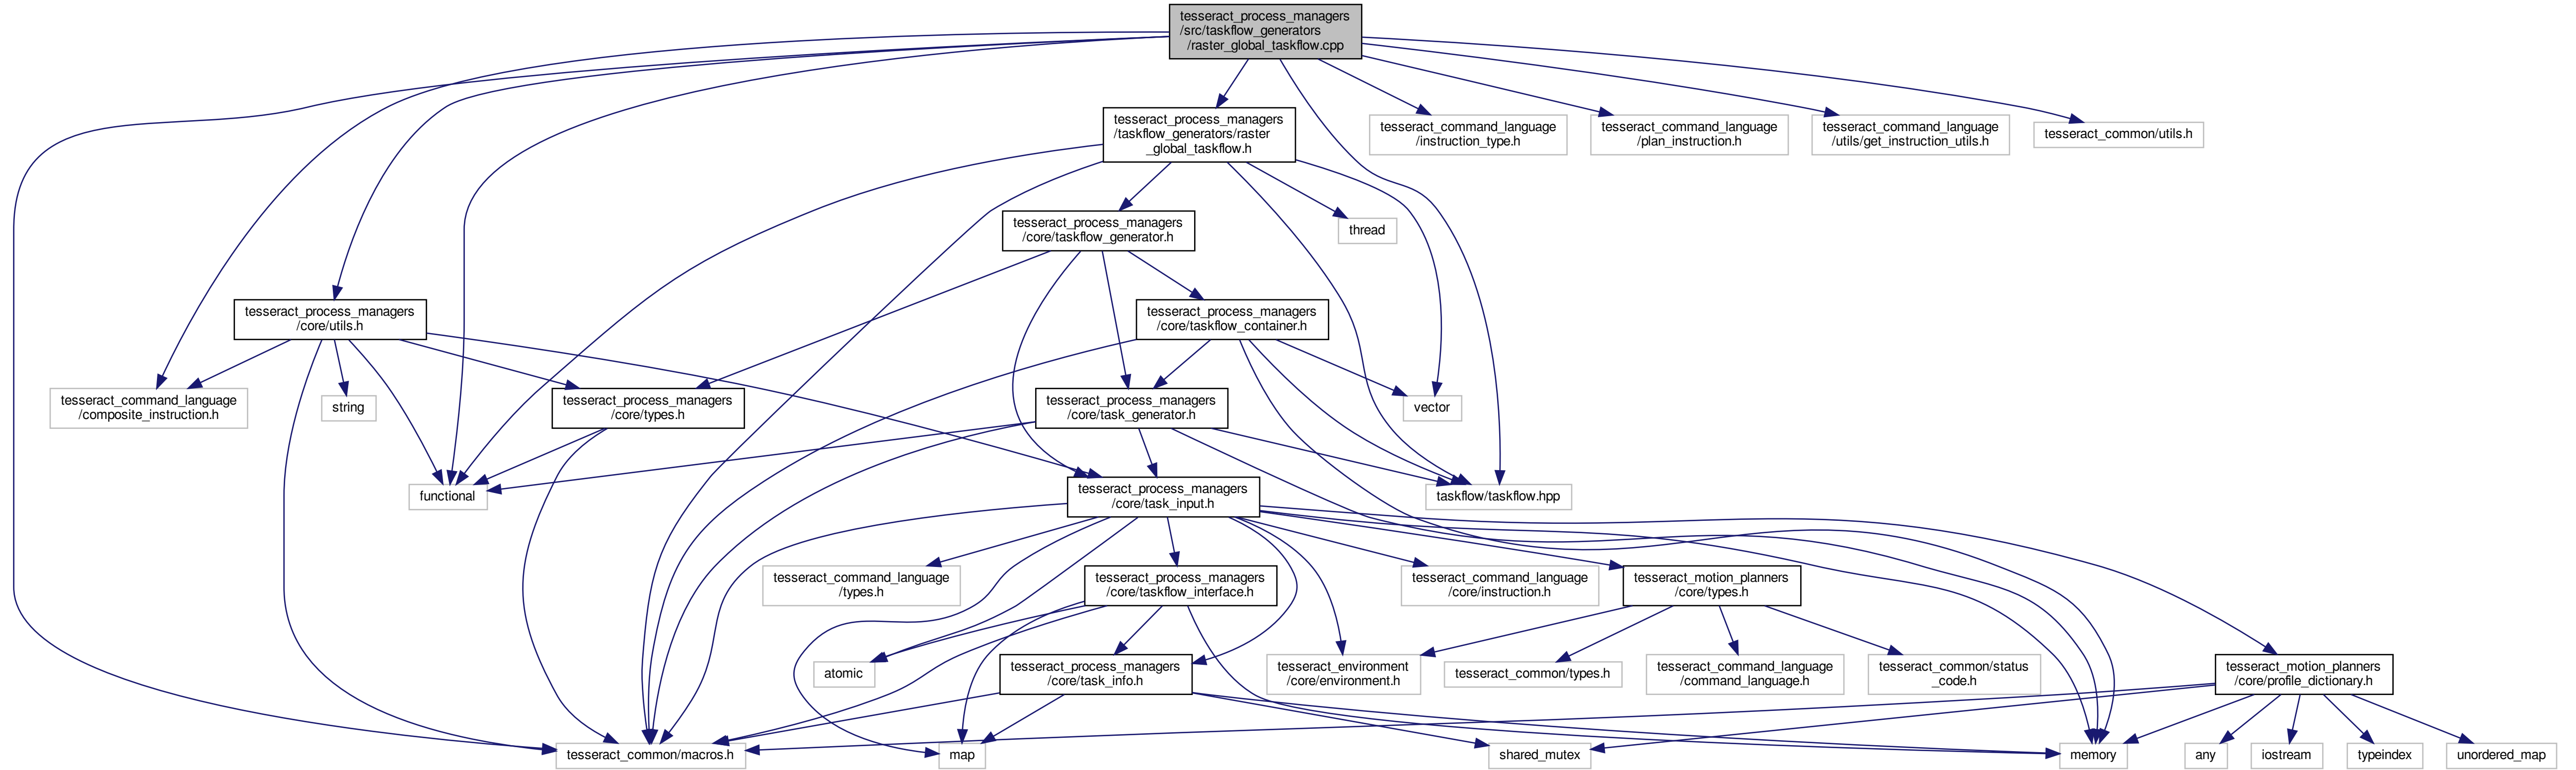 tesseract_process_managers
/src/taskflow_generators
/raster_global_taskflow.cpp
tesseract_process_managers
/taskflow_generators/raster
_global_taskflow.h
tesseract_command_language
/instruction_type.h
tesseract_command_language
/plan_instruction.h
tesseract_command_language
/utils/get_instruction_utils.h
tesseract_common/utils.h
tesseract_process_managers
/core/taskflow_generator.h
thread
tesseract_process_managers
/core/utils.h
tesseract_process_managers
/core/taskflow_container.h
tesseract_command_language
/composite_instruction.h
string
tesseract_process_managers
/core/types.h
tesseract_process_managers
/core/task_generator.h
vector
functional
tesseract_process_managers
/core/task_input.h
taskflow/taskflow.hpp
tesseract_command_language
/types.h
tesseract_process_managers
/core/taskflow_interface.h
tesseract_command_language
/core/instruction.h
tesseract_motion_planners
/core/types.h
atomic
tesseract_process_managers
/core/task_info.h
tesseract_environment
/core/environment.h
tesseract_common/types.h
tesseract_command_language
/command_language.h
tesseract_common/status
_code.h
tesseract_motion_planners
/core/profile_dictionary.h
tesseract_common/macros.h
map
shared_mutex
memory
any
iostream
typeindex
unordered_map